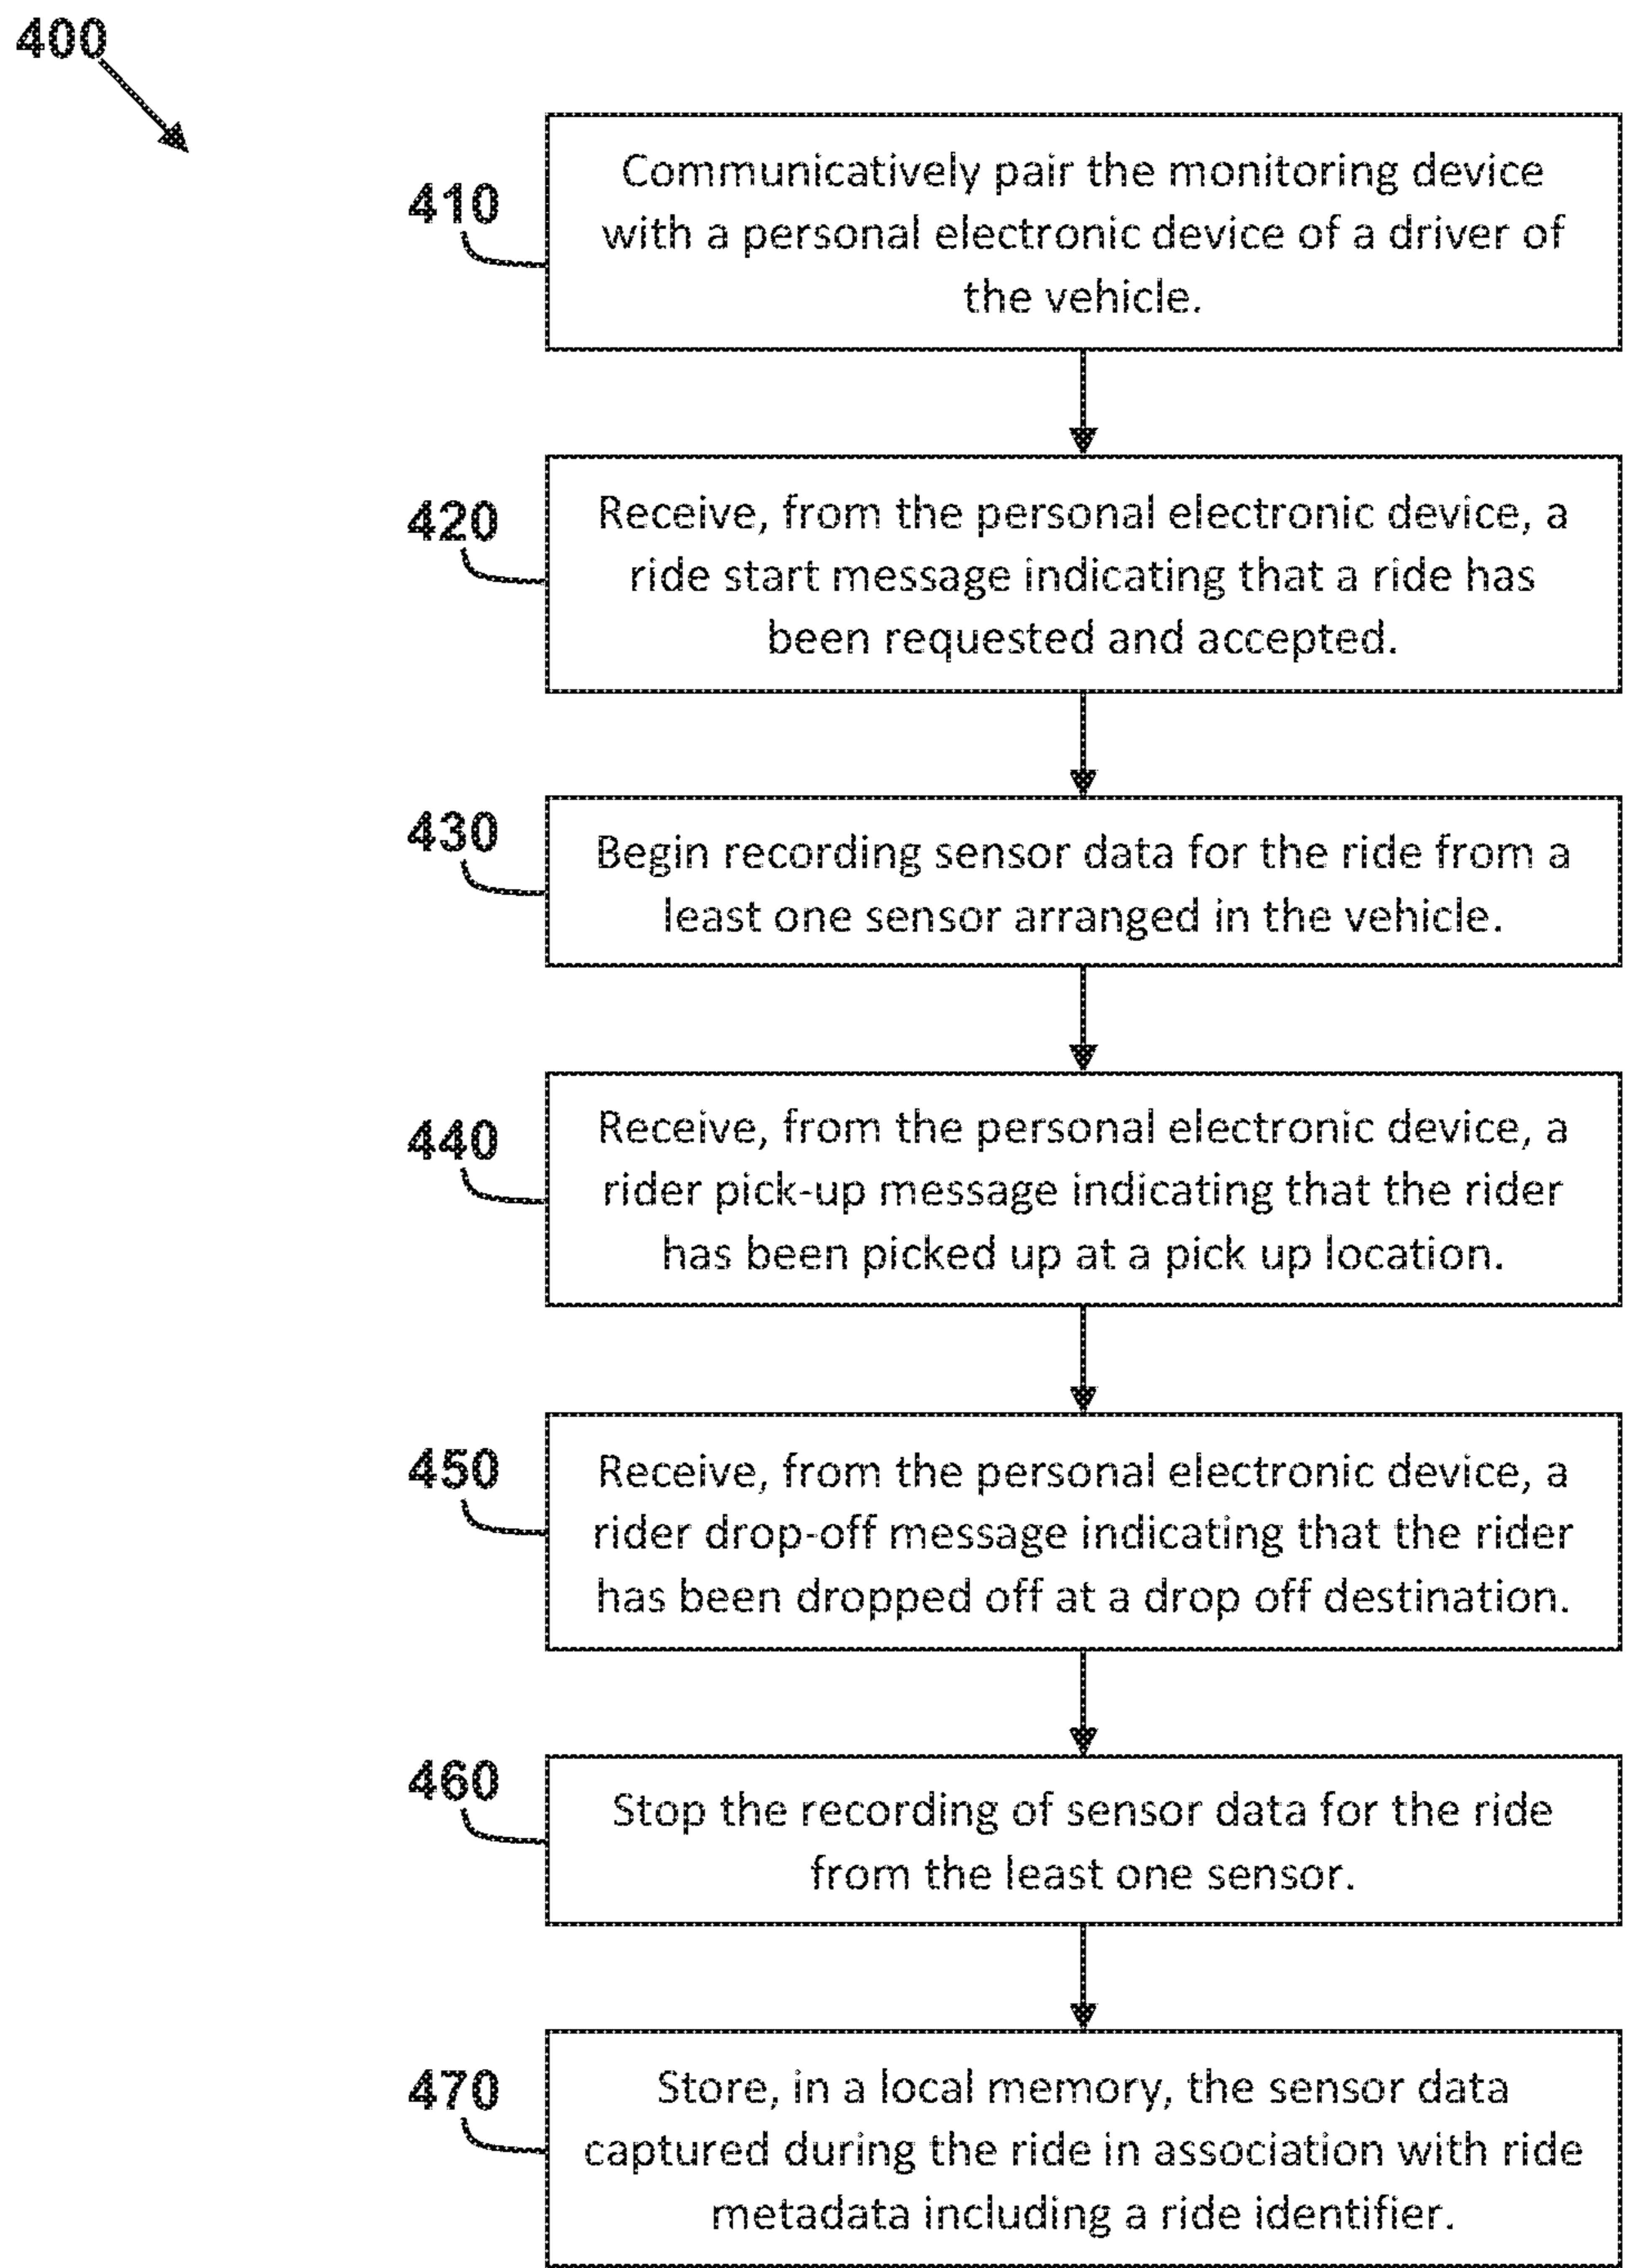 400
410
Communicatively pair the monitoring device
with a personal electronic device of a driver of
the vehicle.
420
Receive, from the personal electronic device, a
ride start message indicating that a ride has
been requested and accepted.
430
Begin recording sensor data for the ride from a
least one sensor arranged in the vehicle.
440
Receive, from the personal electronic device, a
rider pick-up message indicating that the rider
has been picked up at a pick up location.
450
Receive, from the personal electronic device, a
rider drop-off message indicating that the rider
has been dropped off at a drop off destination.
460
Stop the recording of sensor data for the ride
from the least one sensor.
470
Store, in a local memory, the sensor data
captured during the ride in association with ride
metadata including a ride identifier.